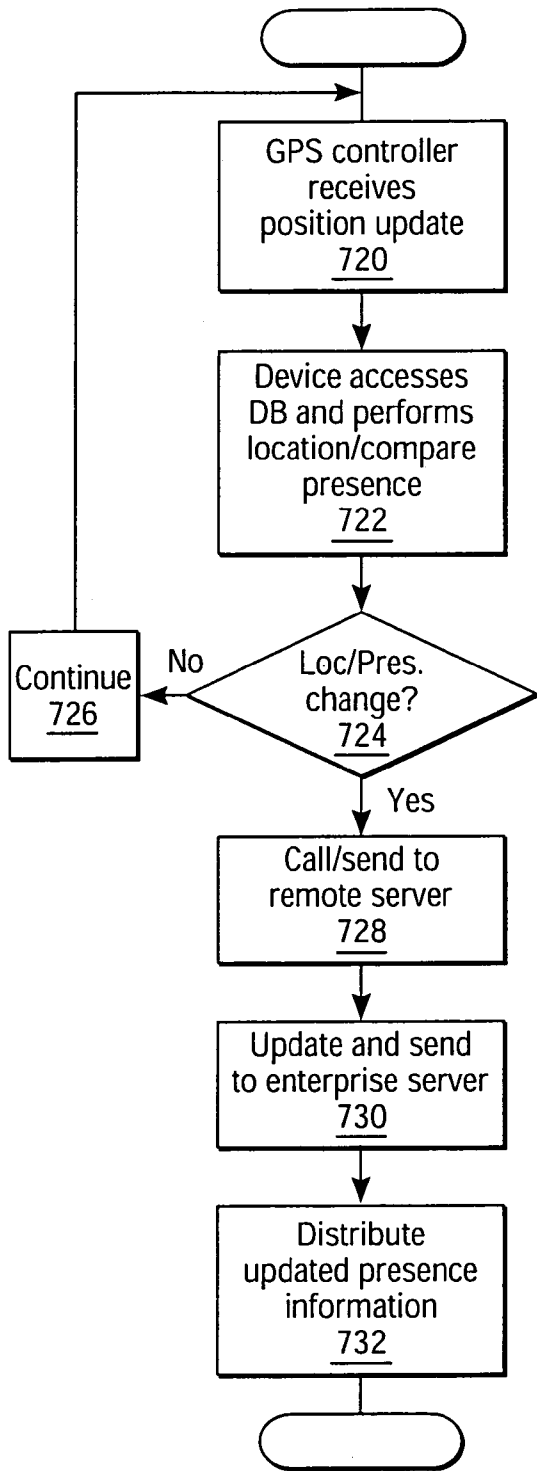 GPS controller
receives
position update
720
Device accesses
DB and performs
location/compare
presence
722
Loc/Pres.
change?
724
No
Continue
726
Yes
Call/send to
remote server
728
Update and send
to enterprise server
730
Distribute
updated presence
information
732